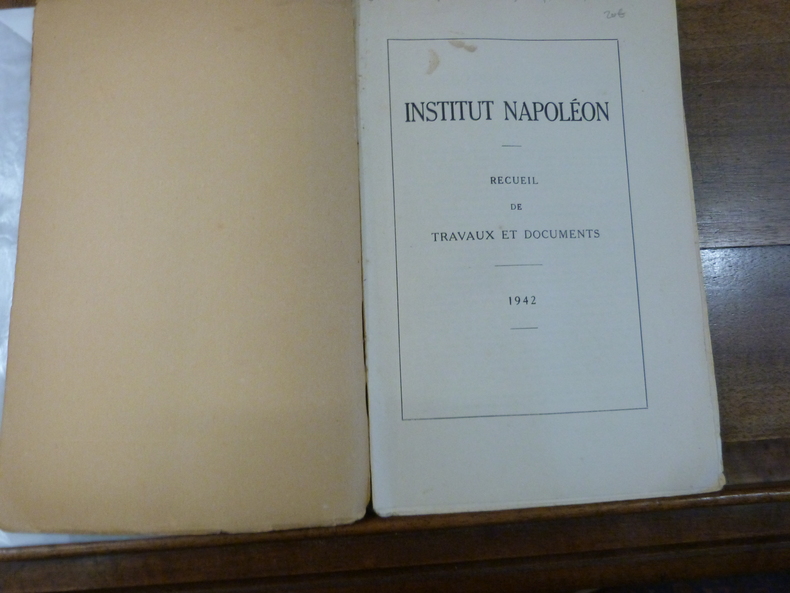 INSTITUT NAPOLÉON
RECUEIL
DE
TRAVAUX ET DOCUMENTS
1942